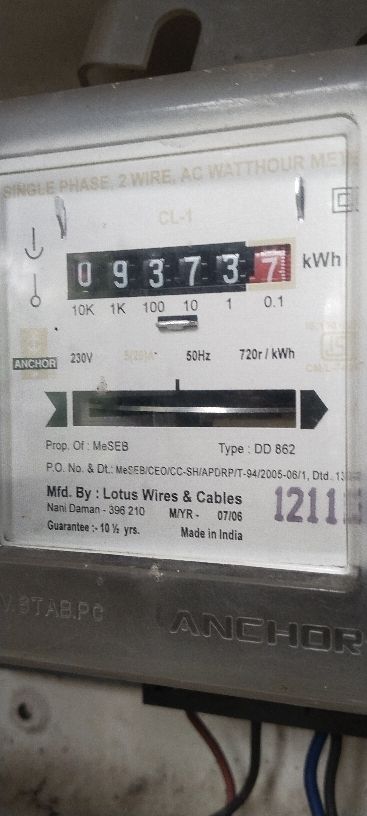 SINGLE PHASE, 2 WIRE, AC WATTHOUR
CL-1
0 9 3 7 3 7 kWh
10K 1K 100 10 1 0.1
ANCHOR 230V 50Hz 720r / kWh
Prop. Of : MeSEB Type : DD 862
P.O. No. & Dt.: MeSEB/CEO/CC-SH/APDRP/T-94/2005-06/1, Dtd.
Mfd. By : Lotus Wires & Cables
Nani Daman - 396 210 M/YR - 07/06 1211
Guarantee :- 10 ½ yrs. Made in India
ANCHOR